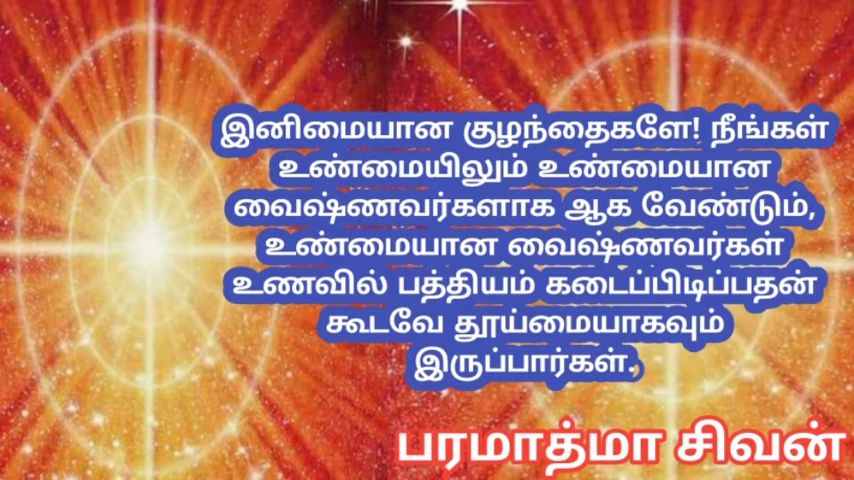 இனிமையான குழந்தைகளே! நீங்கள்
உண்மையிலும் உண்மையான
வைஷ்ணவர்களாக ஆக வேண்டும்,
உண்மையான வைஷ்ணவர்கள்
உணவில் பத்தியம் கடைப்பிடிப்பதன்
கூடவே தூய்மையாகவும்
இருப்பார்கள்.
பரமாத்மா சிவன்